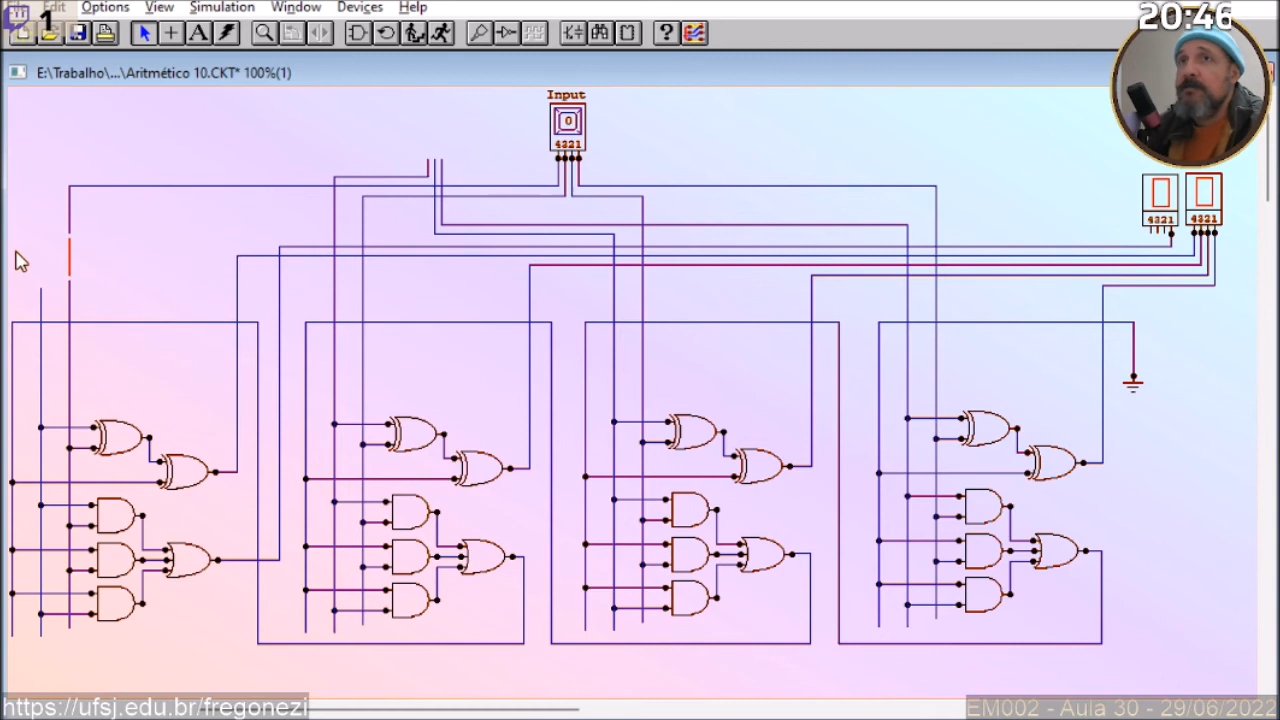 Edit Options View Simulation Window Devices Help
1
20:46
A
?
E:\Trabalho\...\Aritmético 10.CKT* 100%(1)
Input
0
4321
4321 4321
https://ufsj.edu.br/fregonezi
EM002 - Aula 30 - 29/06/2022